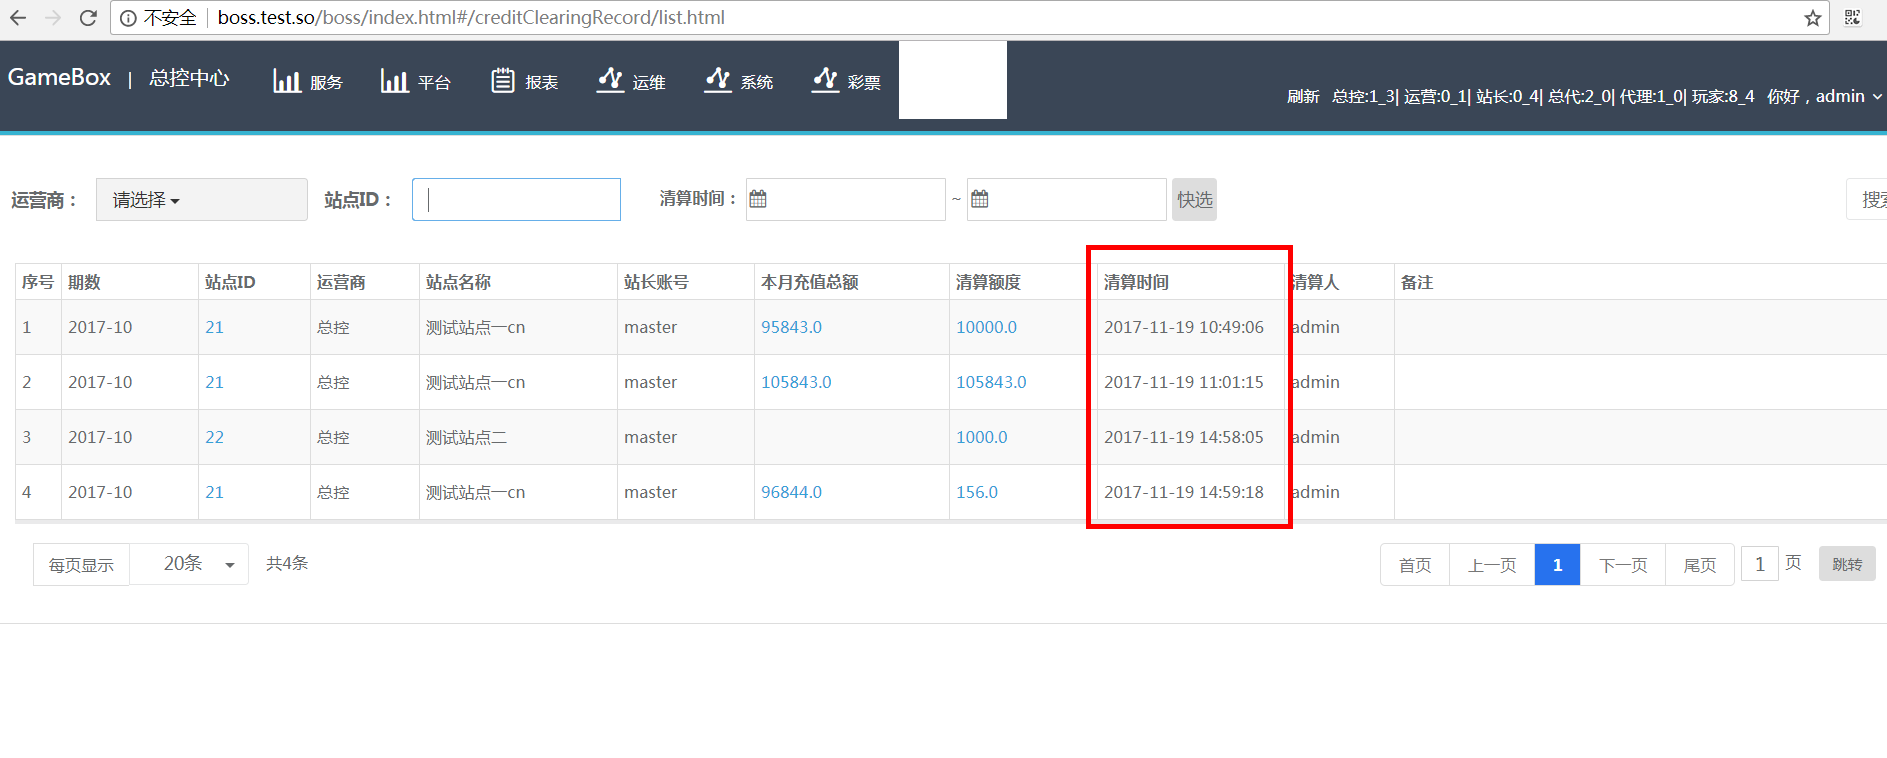 不安全 boss.test.so/boss/index.html#/creditClearingRecord/list.html
GameBox | 总控中心 服务 平台 报表 运维 系统 彩票
刷新 总控:1_3| 运营:0_1| 站长:0_4| 总代:2_0| 代理:1_0| 玩家:8_4 你好，admin
运营商： 请选择 站点ID： 清算时间： ~ 快选 搜索
序号 期数 站点ID 运营商 站点名称 站长账号 本月充值总额 清算额度 清算时间 清算人 备注
1 2017-10 21 总控 测试站点一cn master 95843.0 10000.0 2017-11-19 10:49:06 admin
2 2017-10 21 总控 测试站点一cn master 105843.0 105843.0 2017-11-19 11:01:15 admin
3 2017-10 22 总控 测试站点二 master 1000.0 2017-11-19 14:58:05 admin
4 2017-10 21 总控 测试站点一cn master 96844.0 156.0 2017-11-19 14:59:18 admin
每页显示 20条 共4条 首页 上一页 1 下一页 尾页 1 页 跳转